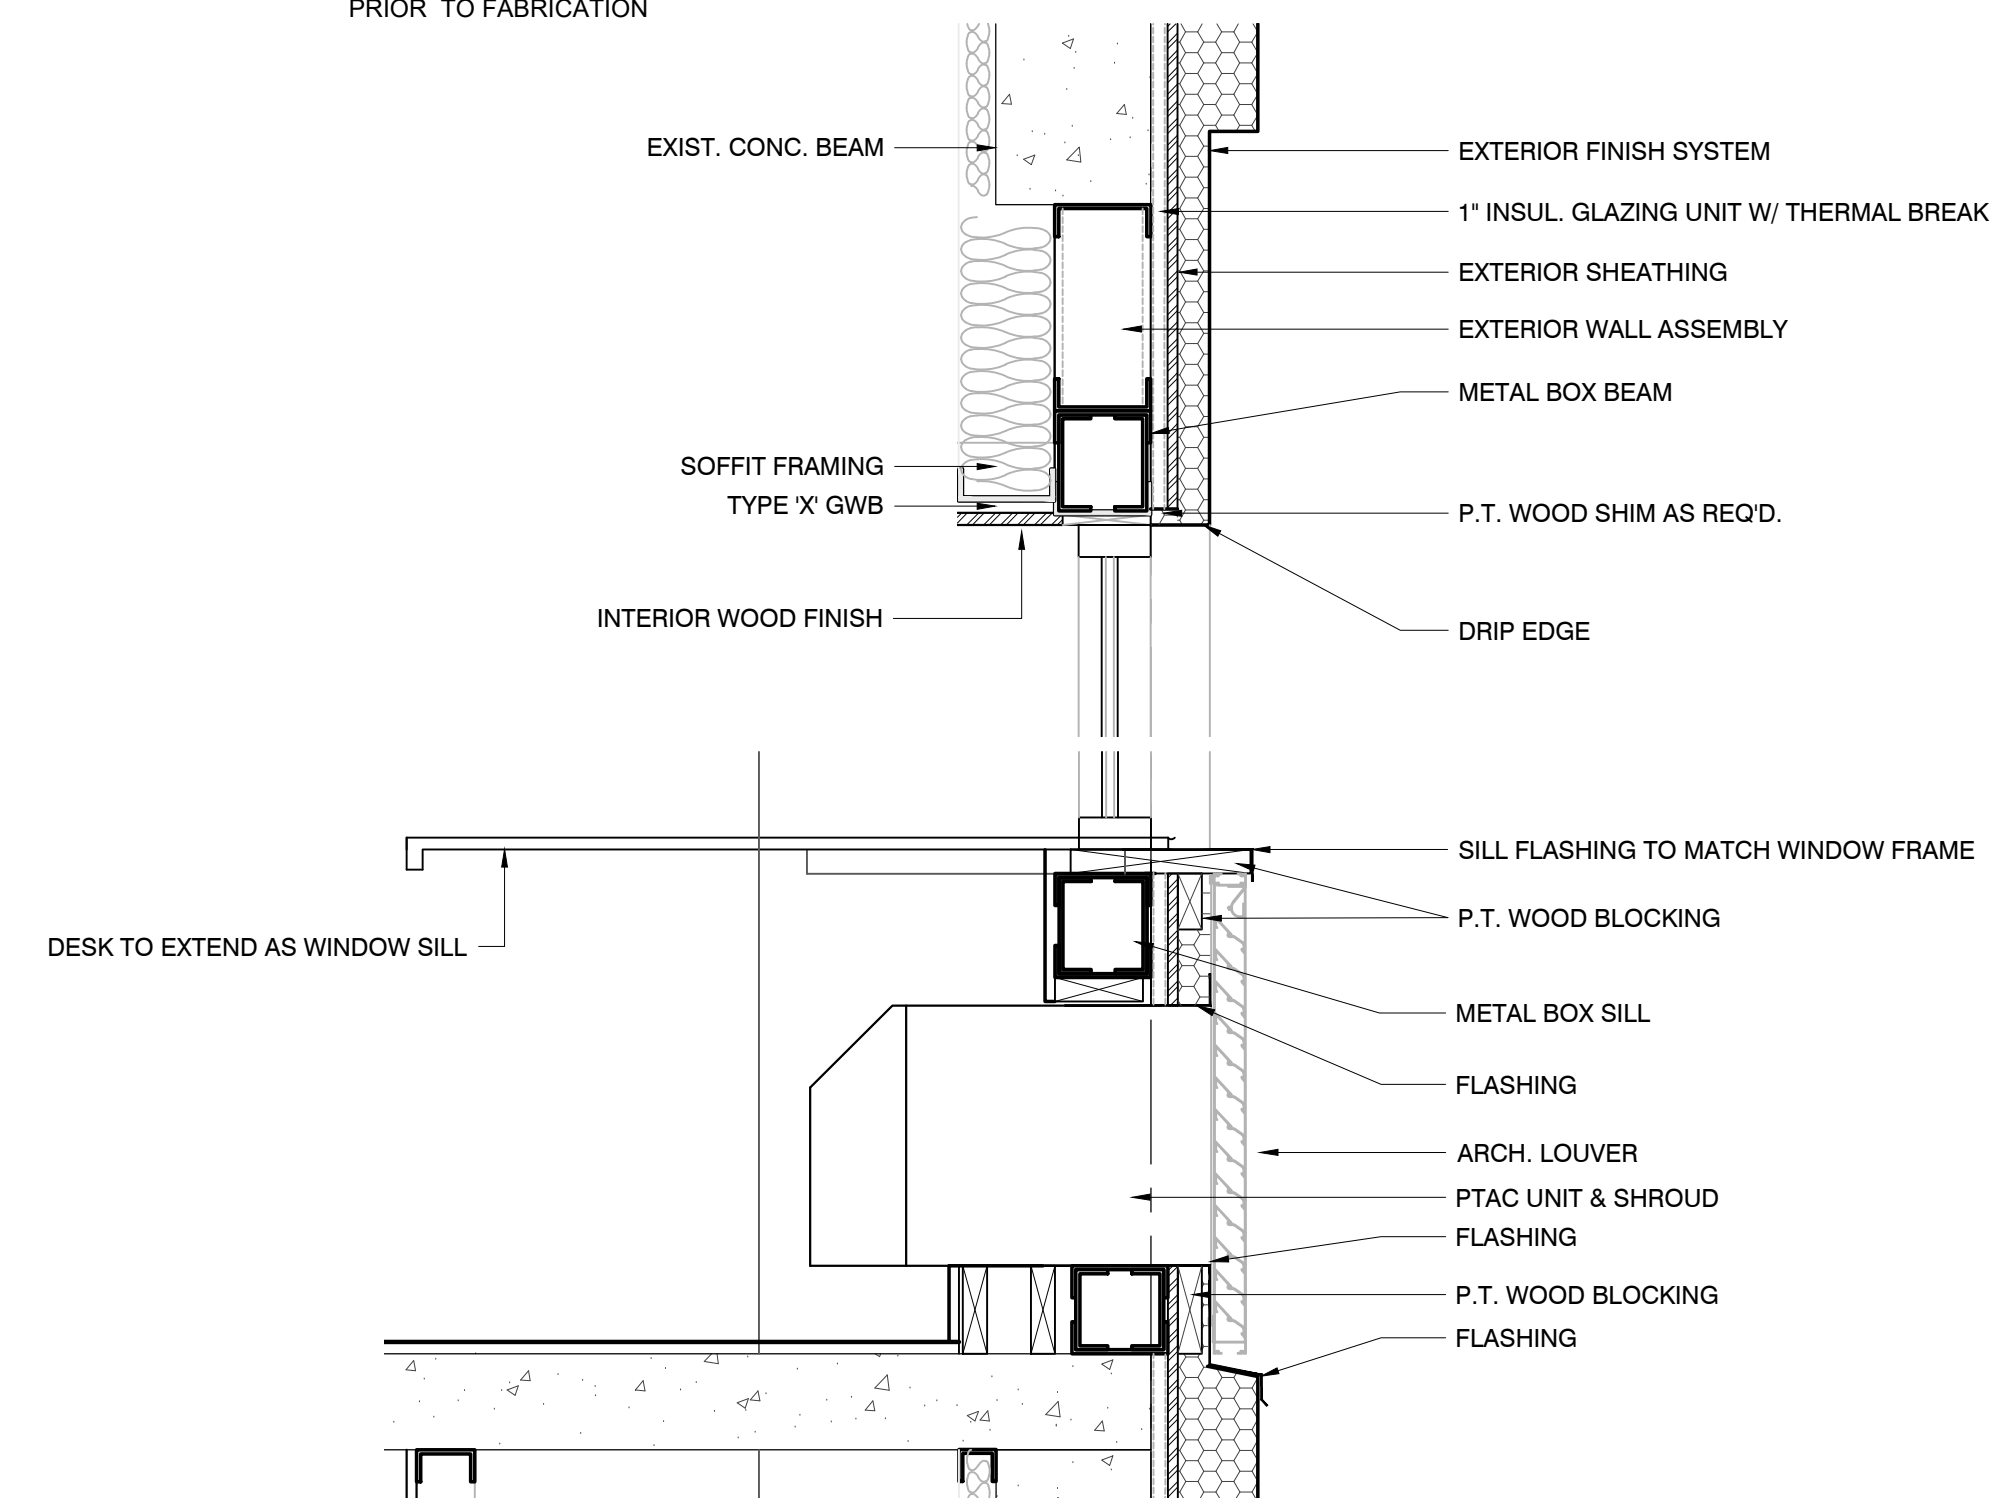 PRIOR TO FABRICATION
EXIST. CONC. BEAM
EXTERIOR FINISH SYSTEM
1" INSUL. GLAZING UNIT W/ THERMAL BREAK
EXTERIOR SHEATHING
EXTERIOR WALL ASSEMBLY
METAL BOX BEAM
SOFFIT FRAMING
TYPE 'X' GWB
P.T. WOOD SHIM AS REQ'D.
INTERIOR WOOD FINISH
DRIP EDGE
SILL FLASHING TO MATCH WINDOW FRAME
P.T. WOOD BLOCKING
DESK TO EXTEND AS WINDOW SILL
METAL BOX SILL
FLASHING
ARCH. LOUVER
PTAC UNIT & SHROUD
FLASHING
P.T. WOOD BLOCKING
FLASHING